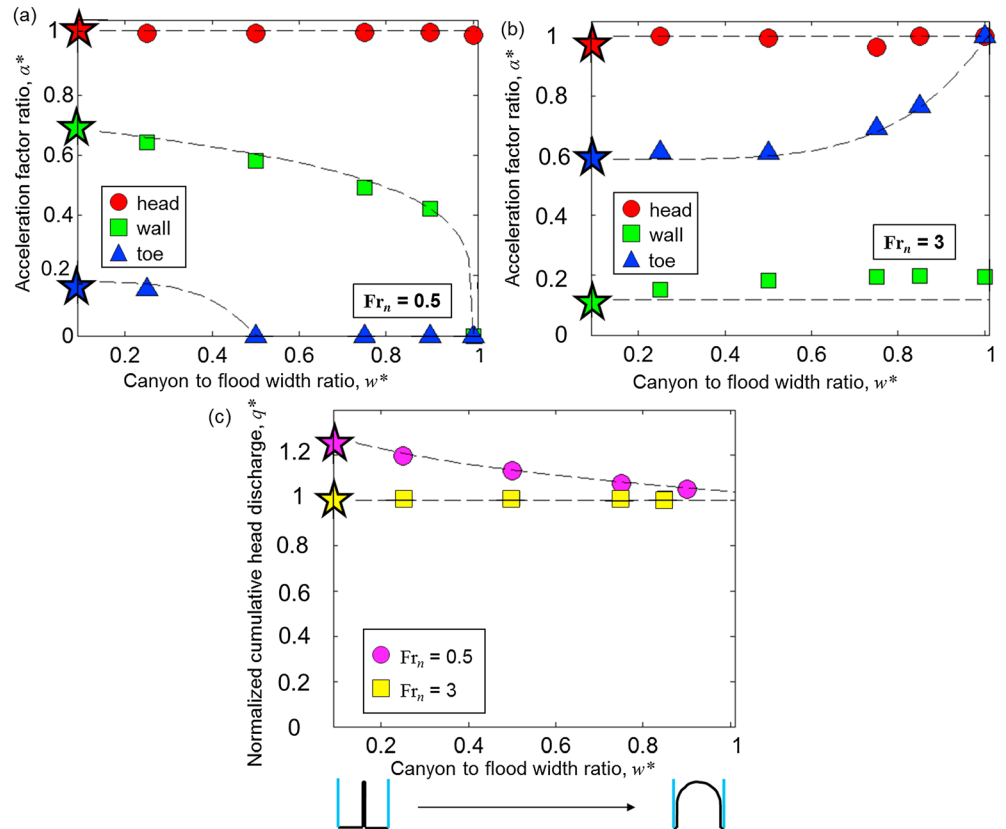 (a)
Acceleration factor ratio, α*
1
0.8
0.6
0.4
0.2
0
head
wall
toe
Frₙ = 0.5
0.2
0.4
0.6
0.8
1
Canyon to flood width ratio, w*
(b)
Acceleration factor ratio, α*
1
0.8
0.6
0.4
0.2
0
head
wall
toe
Frₙ = 3
0.2
0.4
0.6
0.8
1
Canyon to flood width ratio, w*
(c)
Normalized cumulative head discharge, q*
1.2
1
0.8
0.6
0.4
1.2
0
Frₙ = 0.5
Frₙ = 3
0.2
0.4
0.6
0.8
1
Canyon to flood width ratio, w*